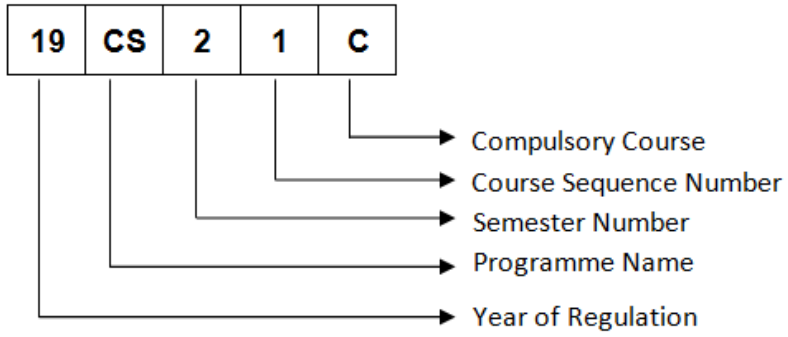 19 CS 2 1 C
Compulsory Course
Course Sequence Number
Semester Number
Programme Name
Year of Regulation